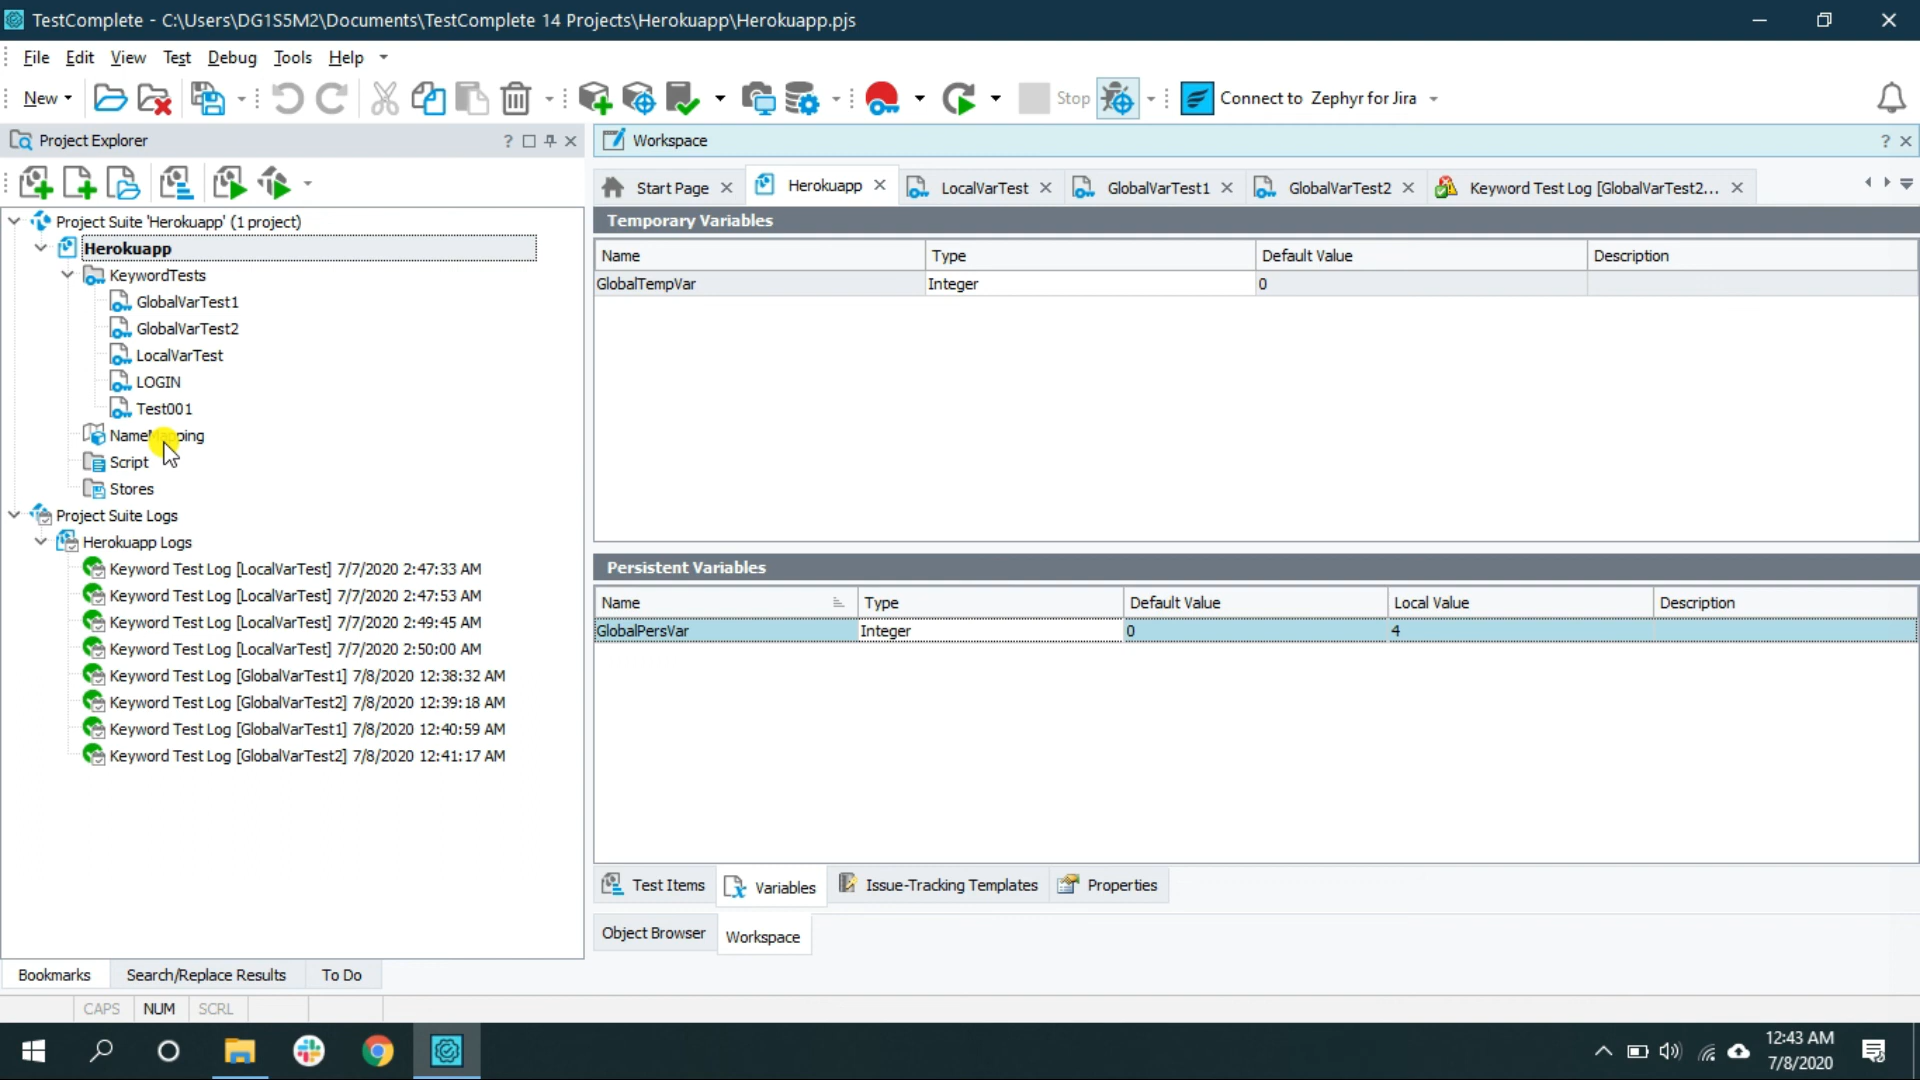 TestComplete - C:\Users\DG1S5M2\Documents\TestComplete 14 Projects\Herokuapp\Herokuapp.pjs
File Edit View Test Debug Tools Help
New Stop Connect to Zephyr for Jira
Project Explorer
Workspace
Start Page Herokuapp LocalVarTest GlobalVarTest1 GlobalVarTest2 Keyword Test Log [GlobalVarTest2...
Project Suite 'Herokuapp' (1 project)
Herokuapp
KeywordTests
GlobalVarTest1
GlobalVarTest2
LocalVarTest
LOGIN
Test001
NameMapping
Script
Stores
Project Suite Logs
Herokuapp Logs
Keyword Test Log [LocalVarTest] 7/7/2020 2:47:33 AM
Keyword Test Log [LocalVarTest] 7/7/2020 2:47:53 AM
Keyword Test Log [LocalVarTest] 7/7/2020 2:49:45 AM
Keyword Test Log [LocalVarTest] 7/7/2020 2:50:00 AM
Keyword Test Log [GlobalVarTest1] 7/8/2020 12:38:32 AM
Keyword Test Log [GlobalVarTest2] 7/8/2020 12:39:18 AM
Keyword Test Log [GlobalVarTest1] 7/8/2020 12:40:59 AM
Keyword Test Log [GlobalVarTest2] 7/8/2020 12:41:17 AM
Temporary Variables
Name Type Default Value Description
GlobalTempVar Integer 0
Persistent Variables
Name Type Default Value Local Value Description
GlobalPersVar Integer 0 4
Test Items Variables Issue-Tracking Templates Properties
Object Browser Workspace
Bookmarks Search/Replace Results To Do
CAPS NUM SCRL
12:43 AM
7/8/2020